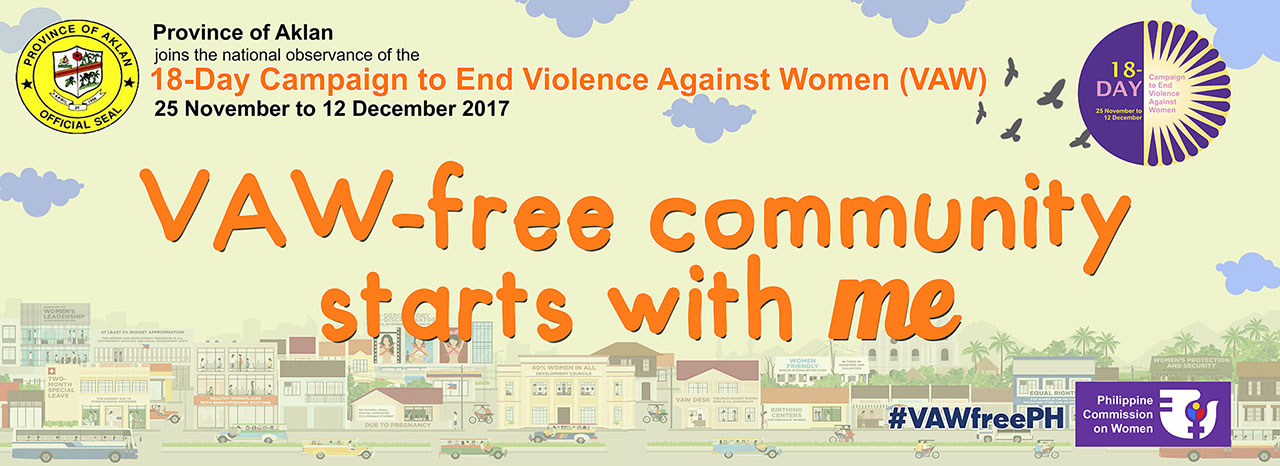 PROVINCE OF AKLAN
OFFICIAL SEAL
Province of Aklan
joins the national observance of the
18-Day Campaign to End Violence Against Women (VAW)
25 November to 12 December 2017
18-
DAY
25 November to
12 December
Campaign
to End
Violence
Against
Women
VAW-free community
starts with me
WOMEN'S
LEADERSHIP
AT LEAST 5% BUDGET APPROPRIATION
TWO-
MONTH
SPECIAL
LEAVE
HEALTHY WORKPLACES
WITH BREASTFEEDING STATIONS
DUE TO PREGNANCY
40% WOMEN IN ALL
DEVELOPMENT COUNCILS
VAW DESK
BIRTHING
CENTERS
WOMEN
FRIENDLY
EQUAL RIGHTS
WOMEN'S PROTECTION
AND SECURITY
#VAWfreePH
Philippine
Commission
on Women